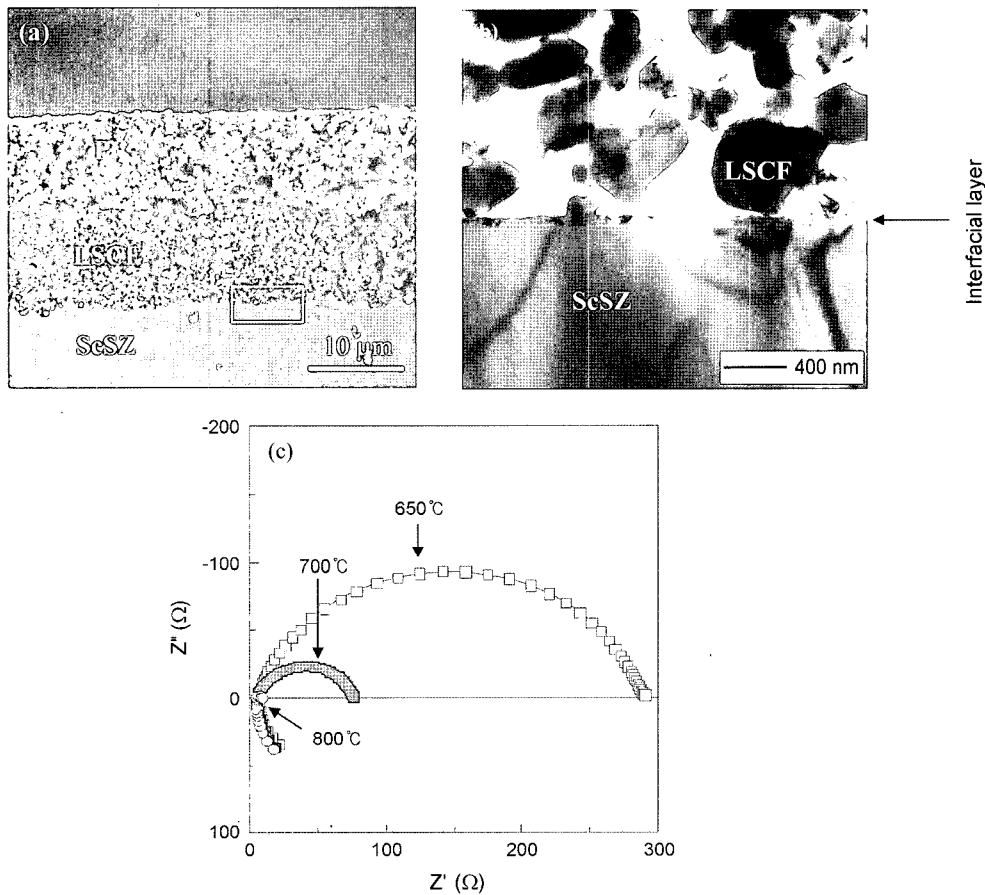 (a)
LSCF
ScSZ
10 μm
LSCF
ScSZ
400 nm
Interfacial layer
(c)
-200
-100
0
100
Z" (Ω)
650℃
700℃
800℃
0
100
200
300
Z' (Ω)